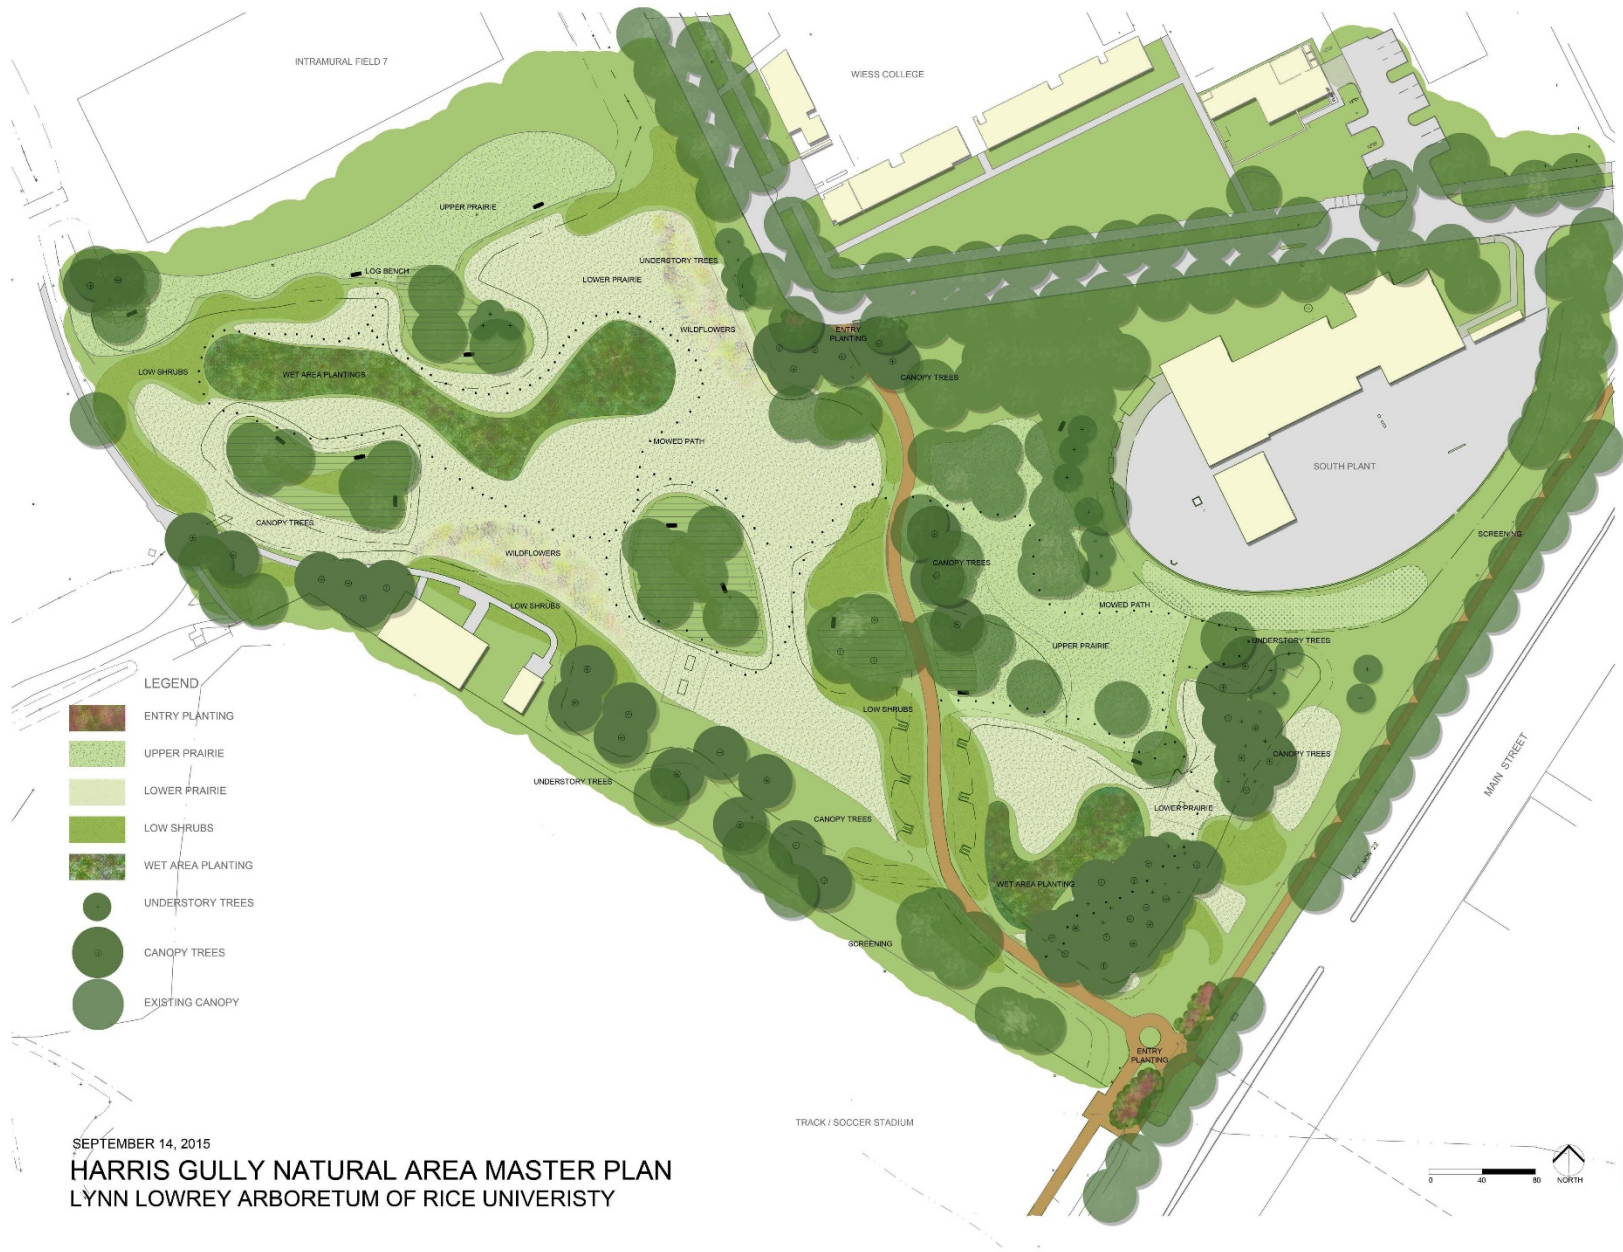 INTRAMURAL FIELD 7
WIESS COLLEGE
UPPER PRAIRIE
UNDERSTORY TREES
LOG BENCH
LOWER PRAIRIE
WILDFLOWERS
ENTRY
PLANTING
LOW SHRUBS
WET AREA PLANTINGS
CANOPY TREES
MOWED PATH
SOUTH PLANT
CANOPY TREES
WILDFLOWERS
SCREENING
CANOPY TREES
LOW SHRUBS
MOWED PATH
UNDERSTORY TREES
UPPER PRAIRIE
LOW SHRUBS
CANOPY TREES
MAIN STREET
UNDERSTORY TREES
LOWER PRAIRIE
CANOPY TREES
RICE MON 23
WET AREA PLANTING
SCREENING
ENTRY
PLANTING
TRACK / SOCCER STADIUM
LEGEND
ENTRY PLANTING
UPPER PRAIRIE
LOWER PRAIRIE
LOW SHRUBS
WET AREA PLANTING
UNDERSTORY TREES
CANOPY TREES
EXISTING CANOPY
SEPTEMBER 14, 2015
HARRIS GULLY NATURAL AREA MASTER PLAN
LYNN LOWREY ARBORETUM OF RICE UNIVERISTY
0 40 80
NORTH